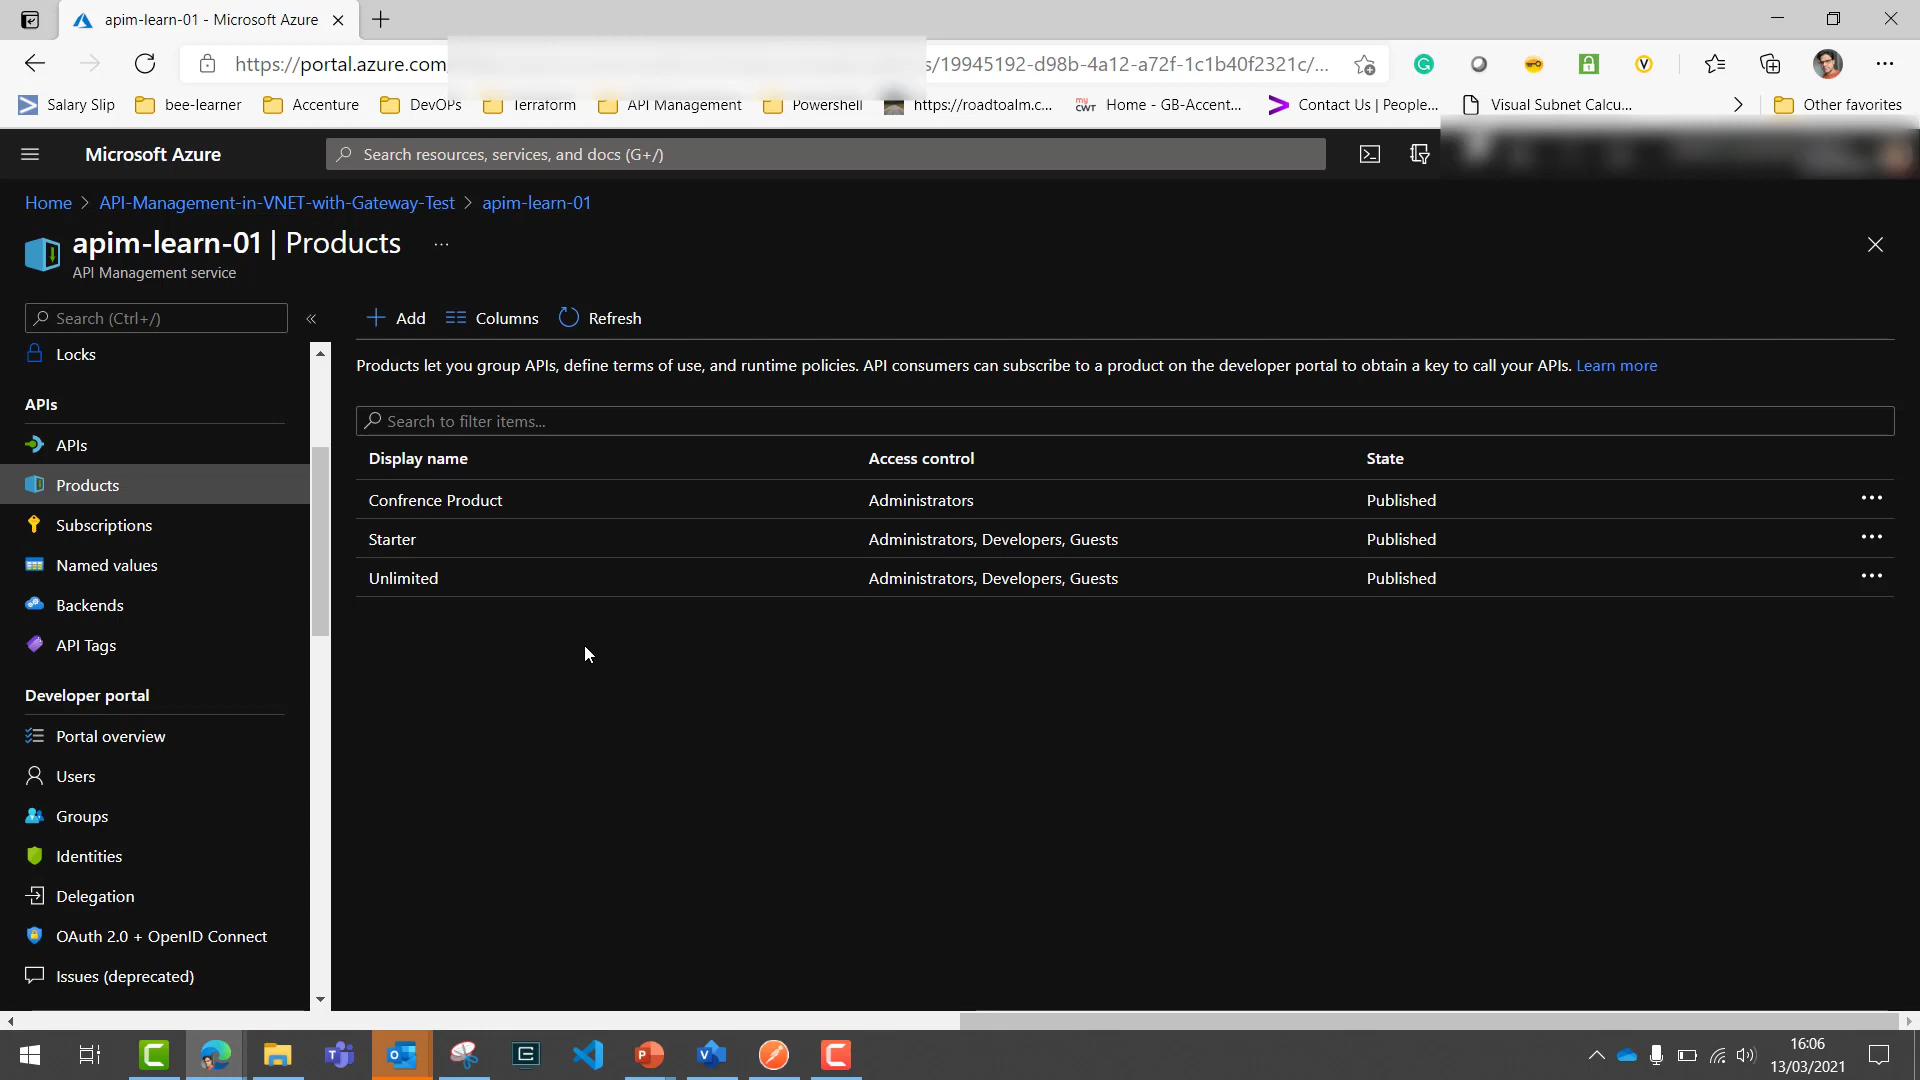 apim-learn-01 - Microsoft Azure
https://portal.azure.com
s/19945192-d98b-4a12-a72f-1c1b40f2321c/...
Salary Slip bee-learner Accenture DevOPs Terraform API Management Powershell https://roadtoalm.c... my CWT Home - GB-Accent... Contact Us | People... Visual Subnet Calcu... Other favorites
Microsoft Azure
Search resources, services, and docs (G+/)
Home > API-Management-in-VNET-with-Gateway-Test > apim-learn-01
apim-learn-01 | Products ...
API Management service
Search (Ctrl+/)
«
Add Columns Refresh
Locks
Products let you group APIs, define terms of use, and runtime policies. API consumers can subscribe to a product on the developer portal to obtain a key to call your APIs. Learn more
APIs
APIs
Products
Subscriptions
Named values
Backends
API Tags
Developer portal
Portal overview
Users
Groups
Identities
Delegation
OAuth 2.0 + OpenID Connect
Issues (deprecated)
Search to filter items...
Display name Access control State
Confrence Product Administrators Published ...
Starter Administrators, Developers, Guests Published ...
Unlimited Administrators, Developers, Guests Published ...
16:06
13/03/2021